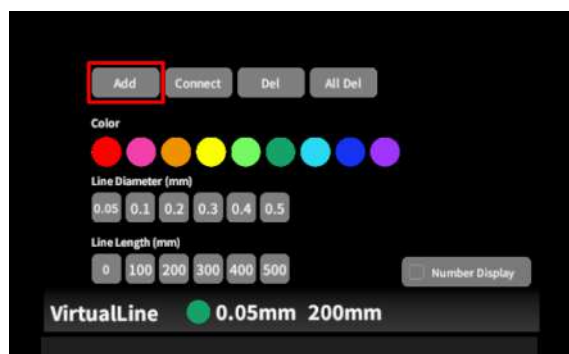 Add Connect Del All Del
Color
Line Diameter (mm)
0.05 0.1 0.2 0.3 0.4 0.5
Line Length (mm)
0 100 200 300 400 500
Number Display
VirtualLine 0.05mm 200mm